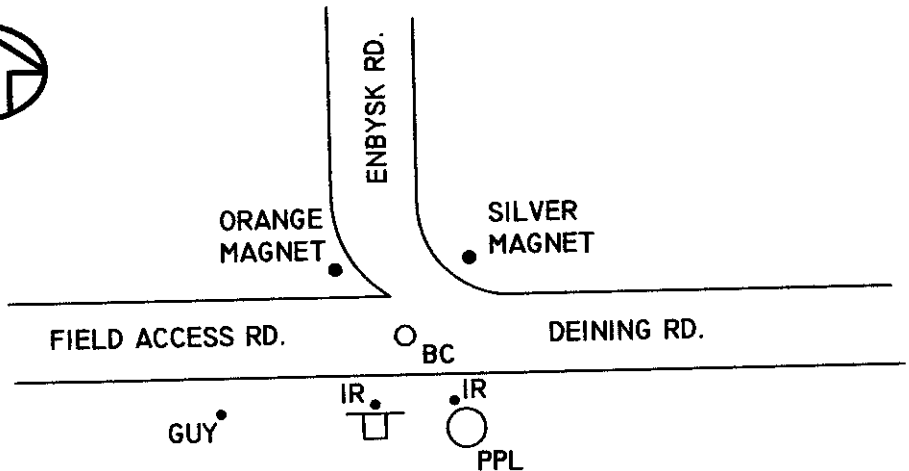 ENBYSK RD.
ORANGE
MAGNET
SILVER
MAGNET
FIELD ACCESS RD.
DEINING RD.
BC
IR
IR
GUY
PPL